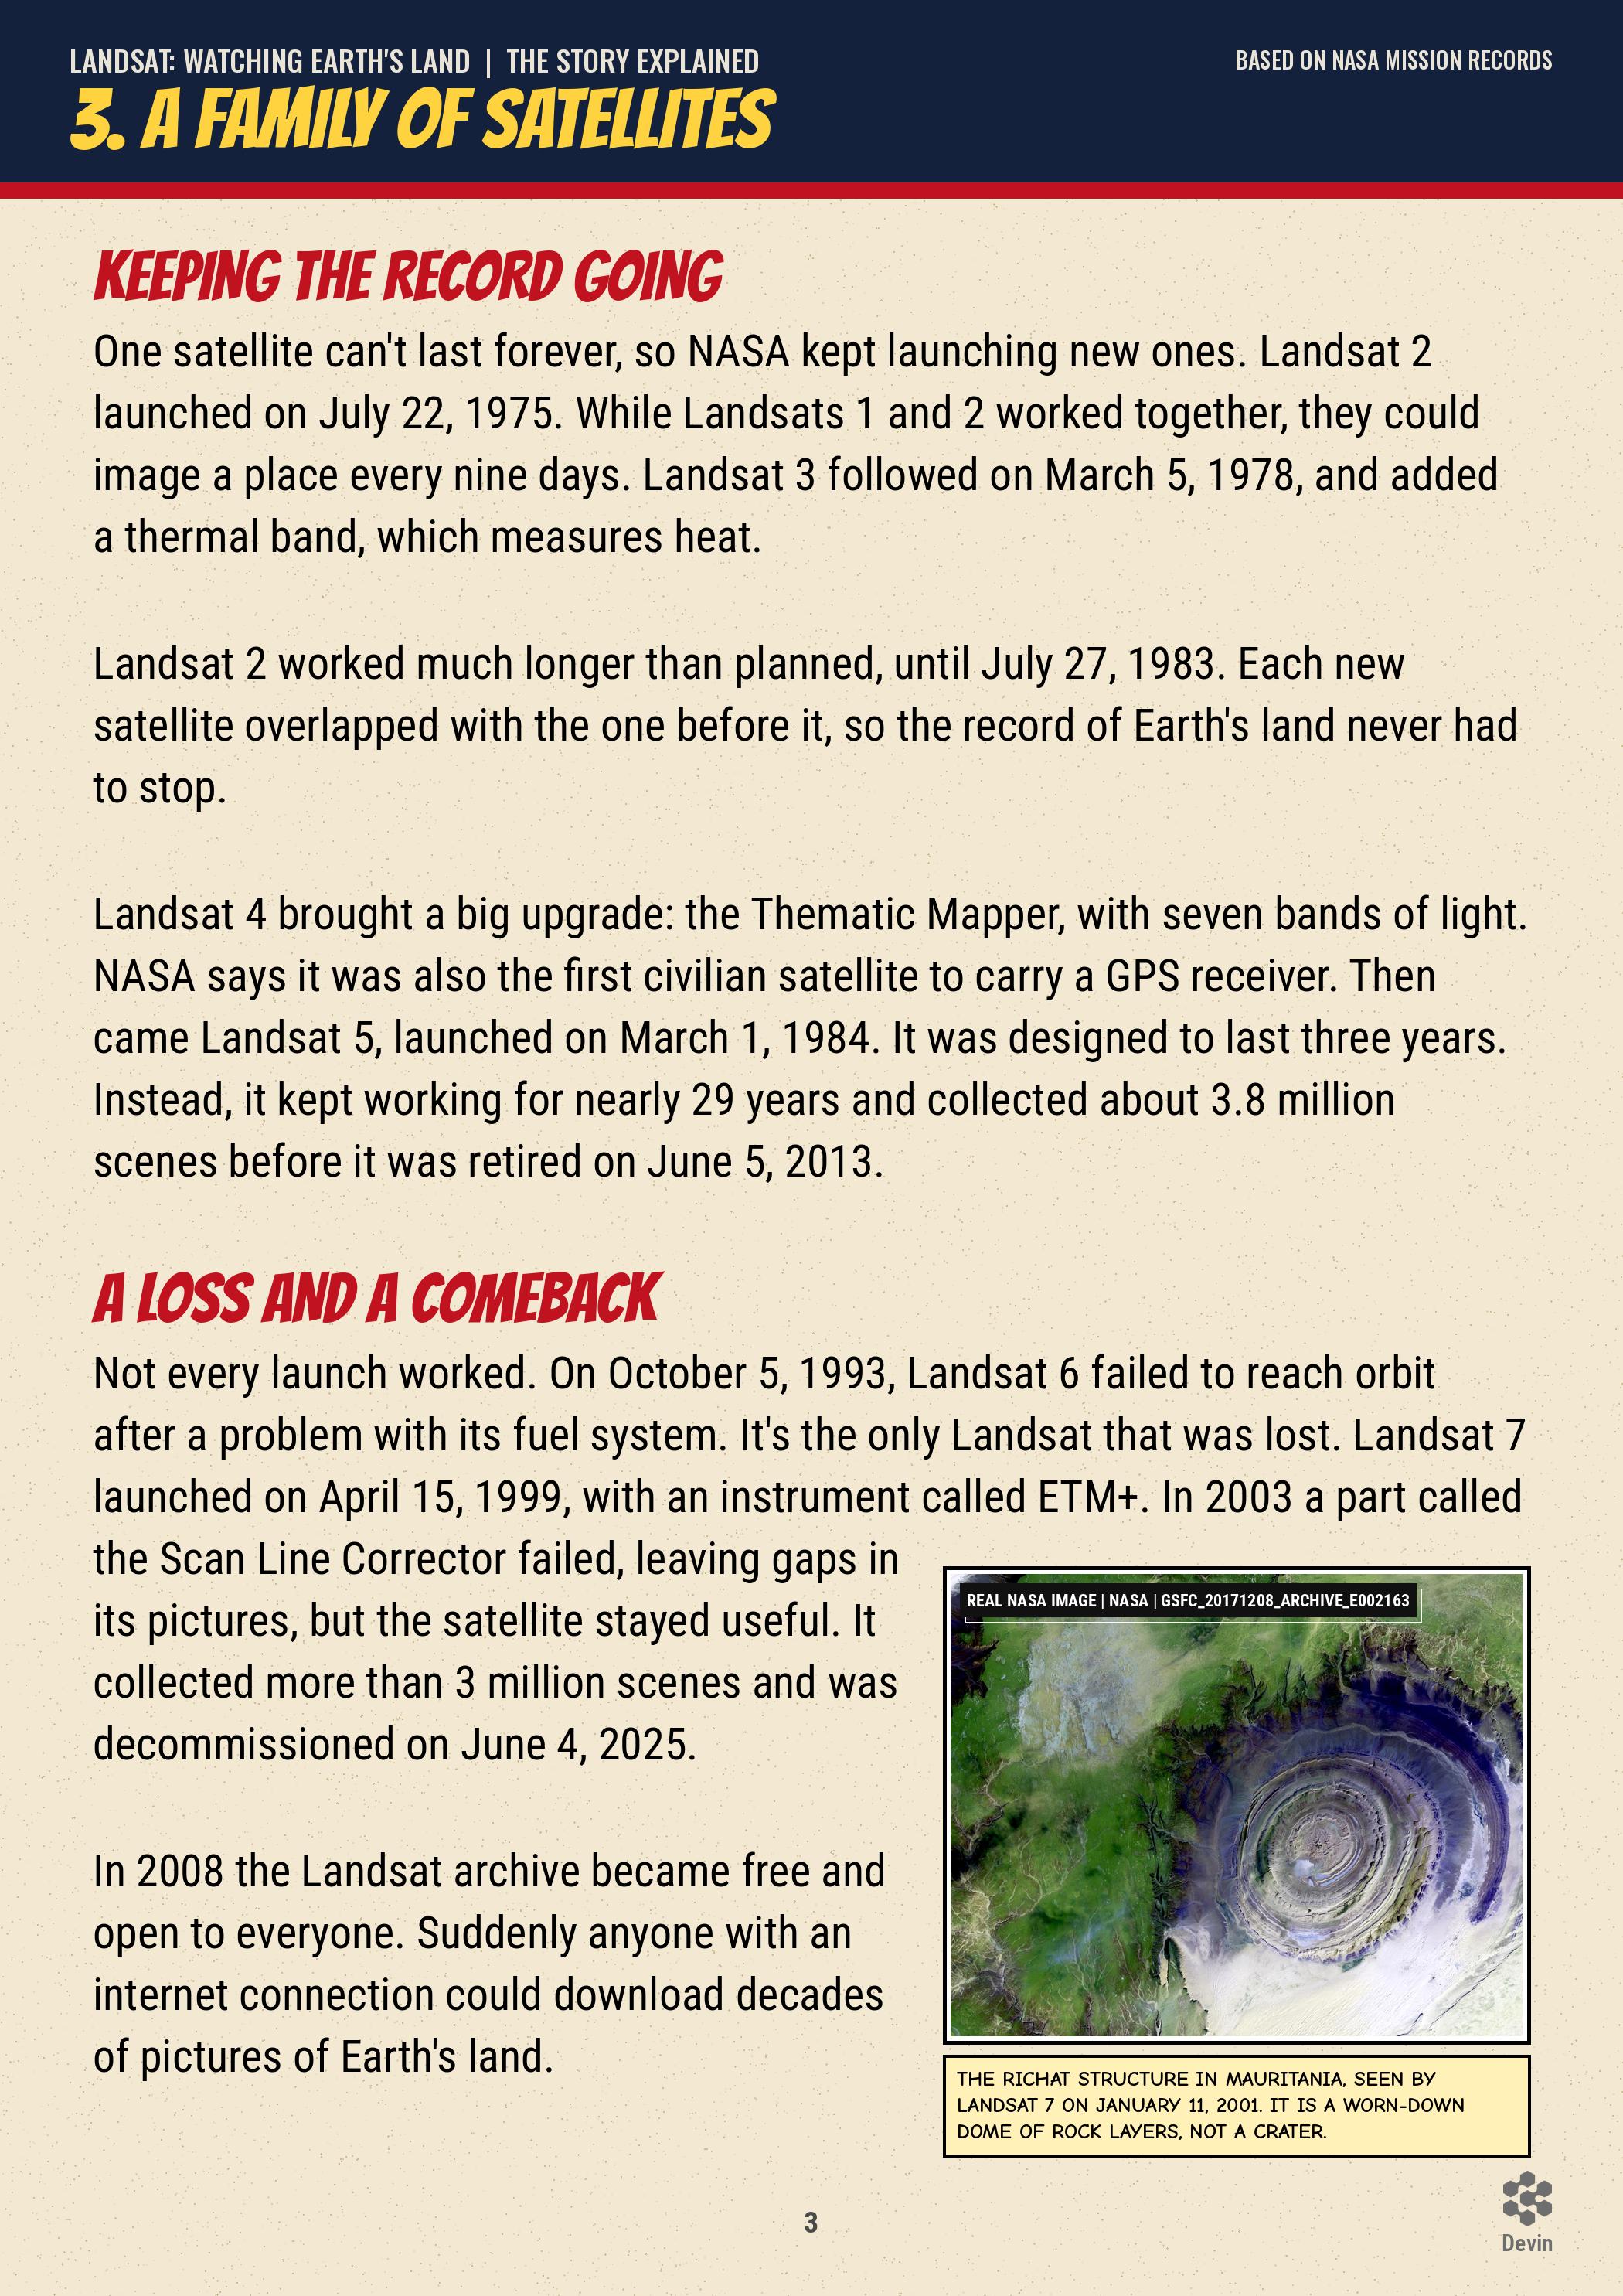 LANDSAT: WATCHING EARTH'S LAND | THE STORY EXPLAINED
BASED ON NASA MISSION RECORDS
3. A FAMILY OF SATELLITES
KEEPING THE RECORD GOING
One satellite can't last forever, so NASA kept launching new ones. Landsat 2
launched on July 22, 1975. While Landsats 1 and 2 worked together, they could
image a place every nine days. Landsat 3 followed on March 5, 1978, and added
a thermal band, which measures heat.
Landsat 2 worked much longer than planned, until July 27, 1983. Each new
satellite overlapped with the one before it, so the record of Earth's land never had
to stop.
Landsat 4 brought a big upgrade: the Thematic Mapper, with seven bands of light.
NASA says it was also the first civilian satellite to carry a GPS receiver. Then
came Landsat 5, launched on March 1, 1984. It was designed to last three years.
Instead, it kept working for nearly 29 years and collected about 3.8 million
scenes before it was retired on June 5, 2013.
A LOSS AND A COMEBACK
Not every launch worked. On October 5, 1993, Landsat 6 failed to reach orbit
after a problem with its fuel system. It's the only Landsat that was lost. Landsat 7
launched on April 15, 1999, with an instrument called ETM+. In 2003 a part called
the Scan Line Corrector failed, leaving gaps in
its pictures, but the satellite stayed useful. It
collected more than 3 million scenes and was
decommissioned on June 4, 2025.
In 2008 the Landsat archive became free and
open to everyone. Suddenly anyone with an
internet connection could download decades
of pictures of Earth's land.
REAL NASA IMAGE | NASA | GSFC_20171208_ARCHIVE_E002163
THE RICHAT STRUCTURE IN MAURITANIA, SEEN BY
LANDSAT 7 ON JANUARY 11, 2001. IT IS A WORN-DOWN
DOME OF ROCK LAYERS, NOT A CRATER.
3
Devin